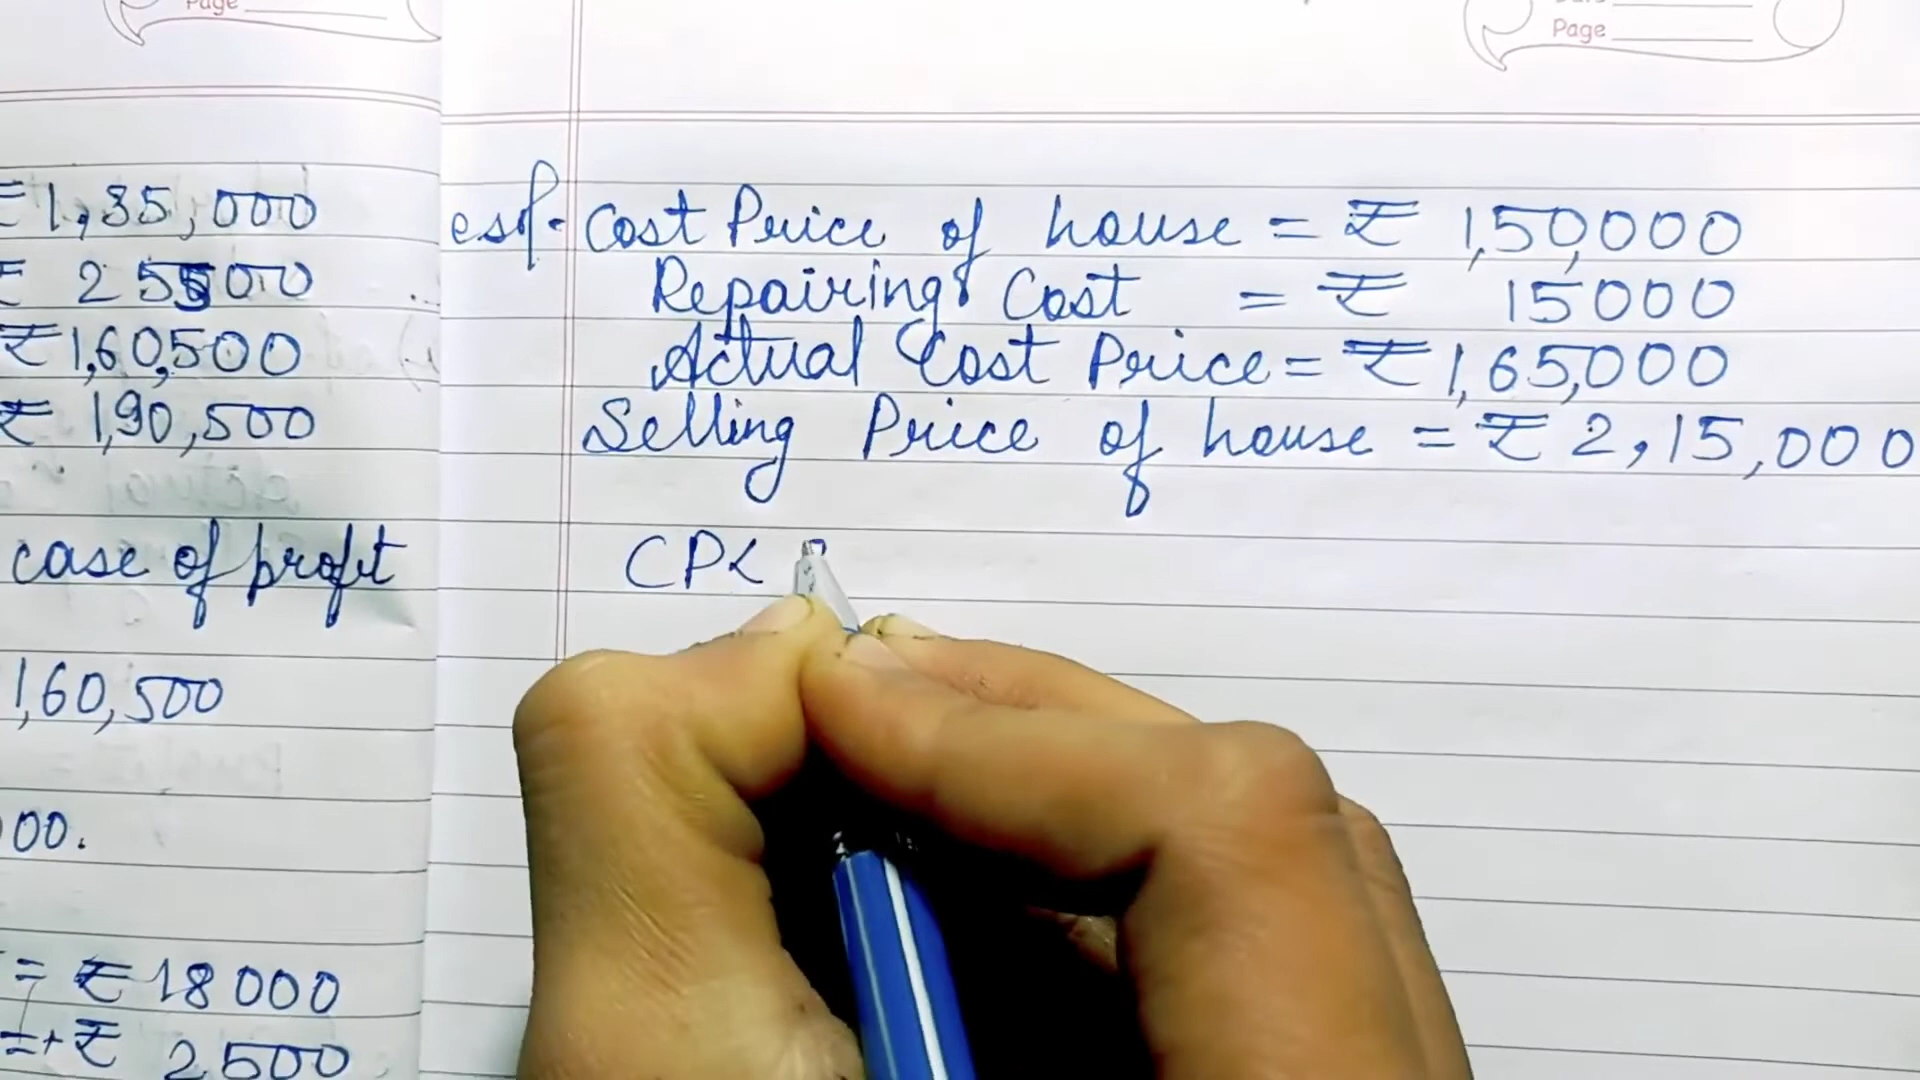 Page
₹ 1,35,000
₹ 25500
₹ 1,60,500
₹ 1,90,500
case of profit
1,60,500
00.
= ₹ 18000
=+ ₹ 2500
Page
Cost Price of house = ₹ 1,50,000
Repairing Cost = ₹ 15000
Actual Cost Price = ₹ 1,65,000
Selling Price of house = ₹ 2,15,000
CP<